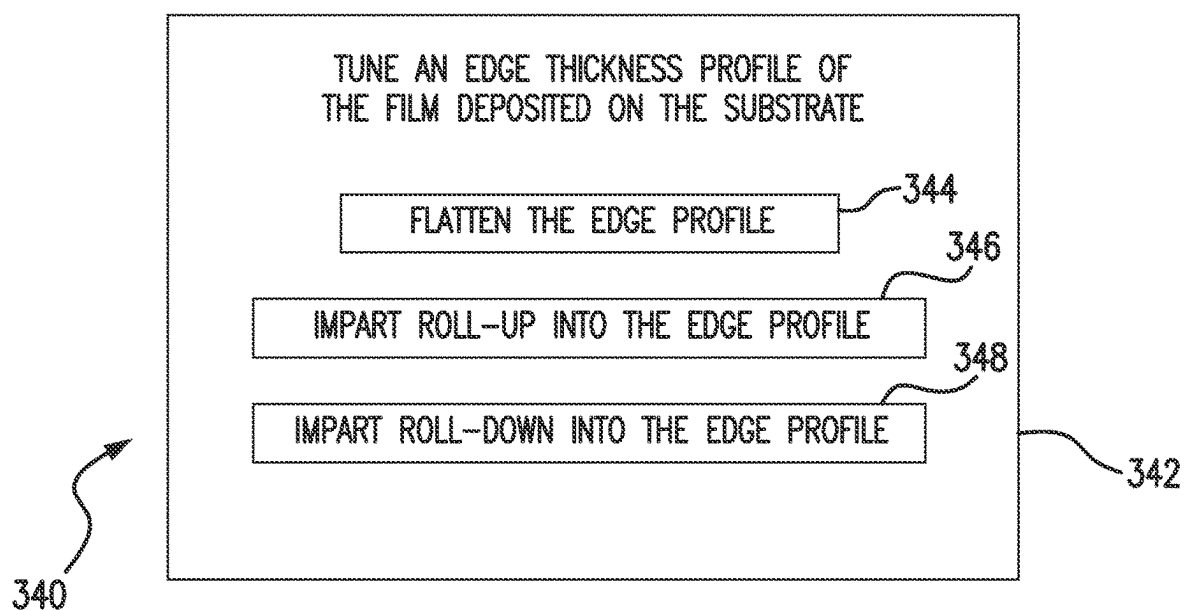 TUNE AN EDGE THICKNESS PROFILE OF
THE FILM DEPOSITED ON THE SUBSTRATE
344
FLATTEN THE EDGE PROFILE
346
IMPART ROLL-UP INTO THE EDGE PROFILE
348
IMPART ROLL-DOWN INTO THE EDGE PROFILE
342
340